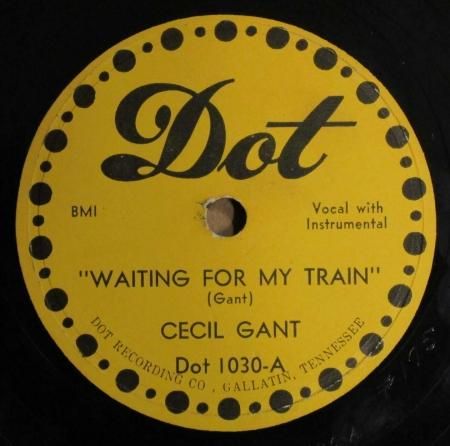 Dot
BMI
Vocal with
Instrumental
"WAITING FOR MY TRAIN"
(Gant)
CECIL GANT
Dot 1030-A
DOT RECORDING CO., GALLATIN, TENNESSEE